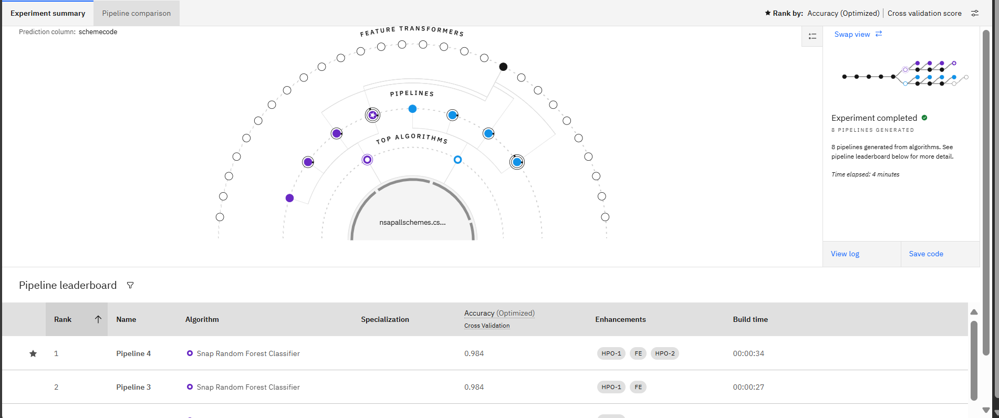 Experiment summary
Pipeline comparison
Rank by: Accuracy (Optimized) | Cross validation score
Prediction column: schemecode
FEATURE TRANSFORMERS
PIPELINES
TOP ALGORITHMS
nsapallschemes.cs...
Swap view
Experiment completed
8 PIPELINES GENERATED
8 pipelines generated from algorithms. See
pipeline leaderboard below for more detail.
Time elapsed: 4 minutes
View log
Save code
Pipeline leaderboard
Rank Name Algorithm Specialization Accuracy (Optimized) Enhancements Build time
Cross Validation
1 Pipeline 4 Snap Random Forest Classifier 0.984 HPO-1 FE HPO-2 00:00:34
2 Pipeline 3 Snap Random Forest Classifier 0.984 HPO-1 FE 00:00:27